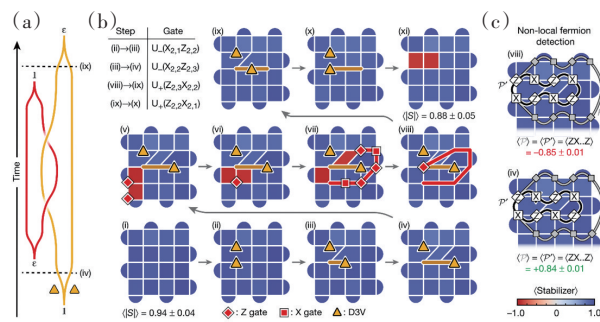 (a)
ε
(ix)
1
Time
ε
(iv)
1
(b)
Step Gate
(ii)→(iii) U₋(X₂,₁Z₂,₂)
(iii)→(iv) U₋(X₂,₂Z₂,₃)
(viii)→(ix) U₊(Z₂,₃X₂,₂)
(ix)→(x) U₊(Z₂,₂X₂,₁)
(ix)
(x)
(xi)
⟨|S|⟩ = 0.88 ± 0.05
(v)
(vi)
(vii)
(viii)
(i)
(ii)
(iii)
(iv)
⟨|S|⟩ = 0.94 ± 0.04
: Z gate
: X gate
: D3V
(c)
Non-local fermion
detection
(viii)
P′
X X X
X X X
⟨P⟩ = ⟨P′⟩ = ⟨ZX..Z⟩
= −0.85 ± 0.01
(iv)
P′
X X X
X X X
⟨P⟩ = ⟨P′⟩ = ⟨ZX..Z⟩
= +0.84 ± 0.01
⟨Stabilizer⟩
−1.0 0 1.0